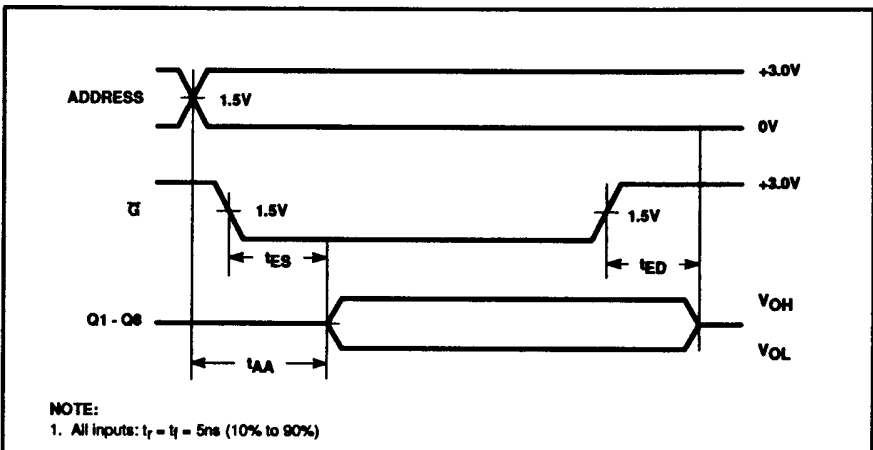 ADDRESS
1.5V
+3.0V
0V
G̅
1.5V
1.5V
+3.0V
tES
tED
Q1 - Q8
VOH
VOL
tAA
NOTE:
1. All inputs: tr = tf = 5ns (10% to 90%)